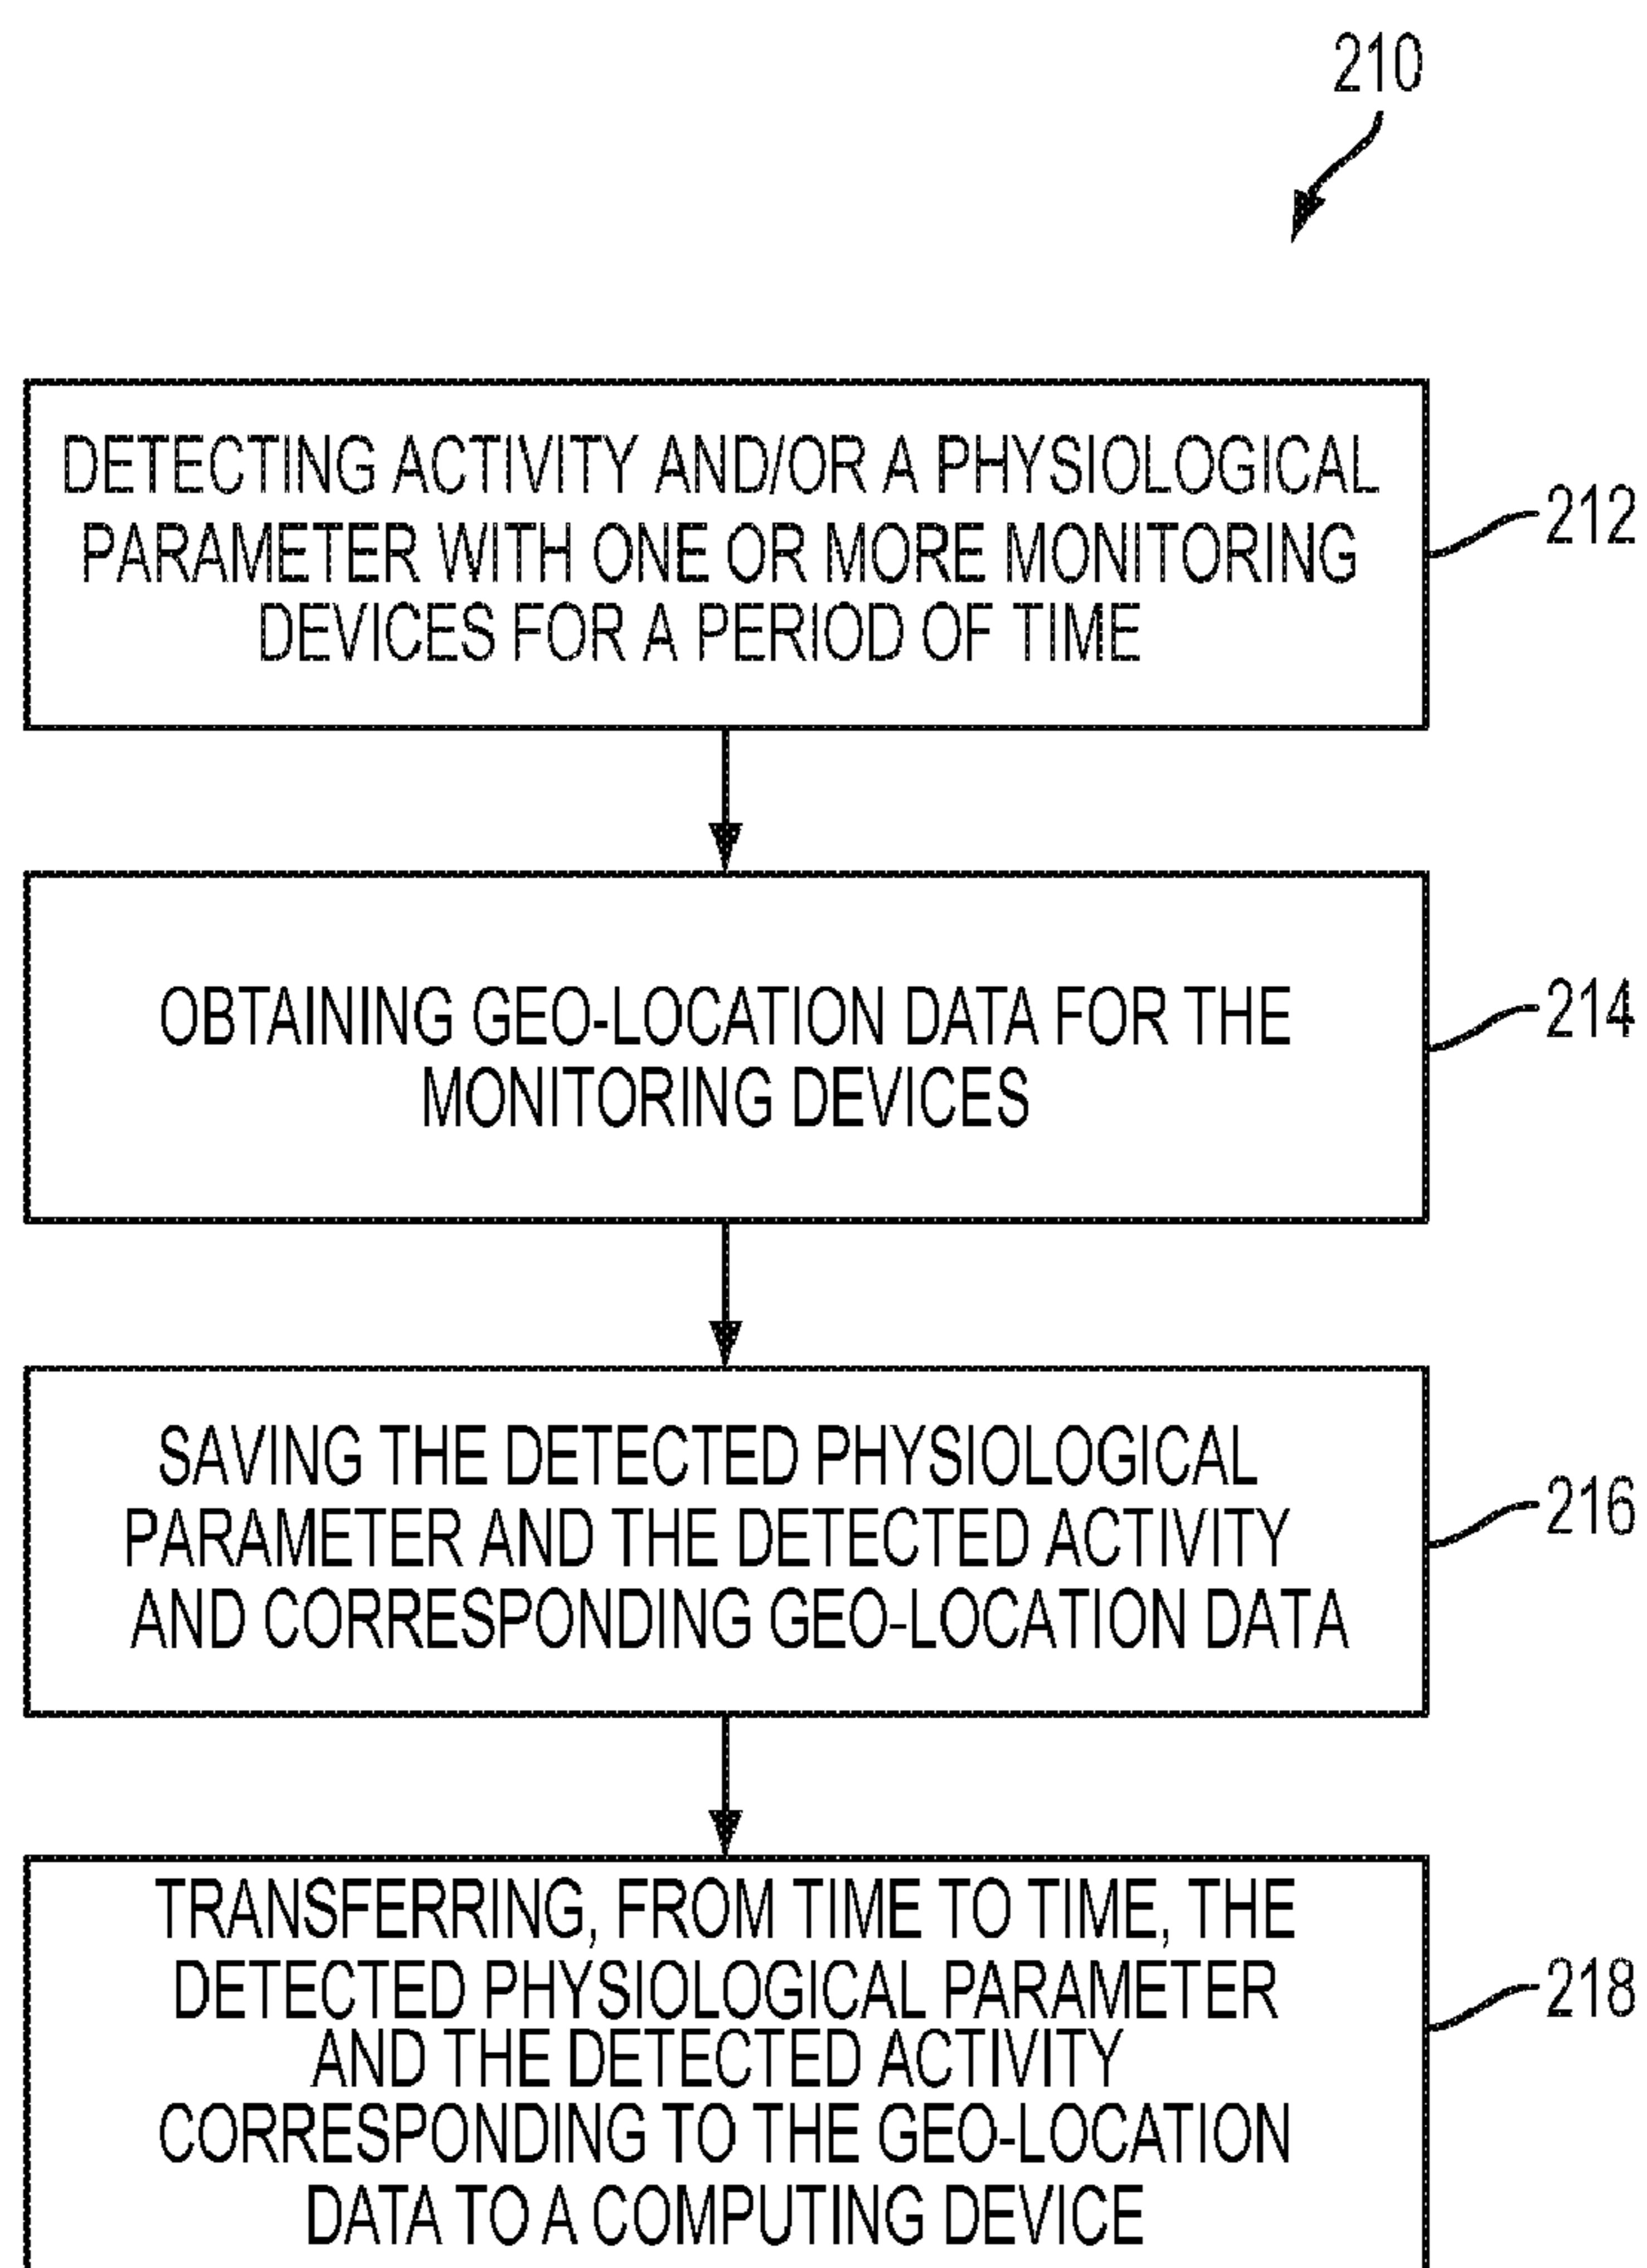 210
DETECTING ACTIVITY AND/OR A PHYSIOLOGICAL
PARAMETER WITH ONE OR MORE MONITORING
DEVICES FOR A PERIOD OF TIME
212
OBTAINING GEO-LOCATION DATA FOR THE
MONITORING DEVICES
214
SAVING THE DETECTED PHYSIOLOGICAL
PARAMETER AND THE DETECTED ACTIVITY
AND CORRESPONDING GEO-LOCATION DATA
216
TRANSFERRING, FROM TIME TO TIME, THE
DETECTED PHYSIOLOGICAL PARAMETER
AND THE DETECTED ACTIVITY
CORRESPONDING TO THE GEO-LOCATION
DATA TO A COMPUTING DEVICE
218